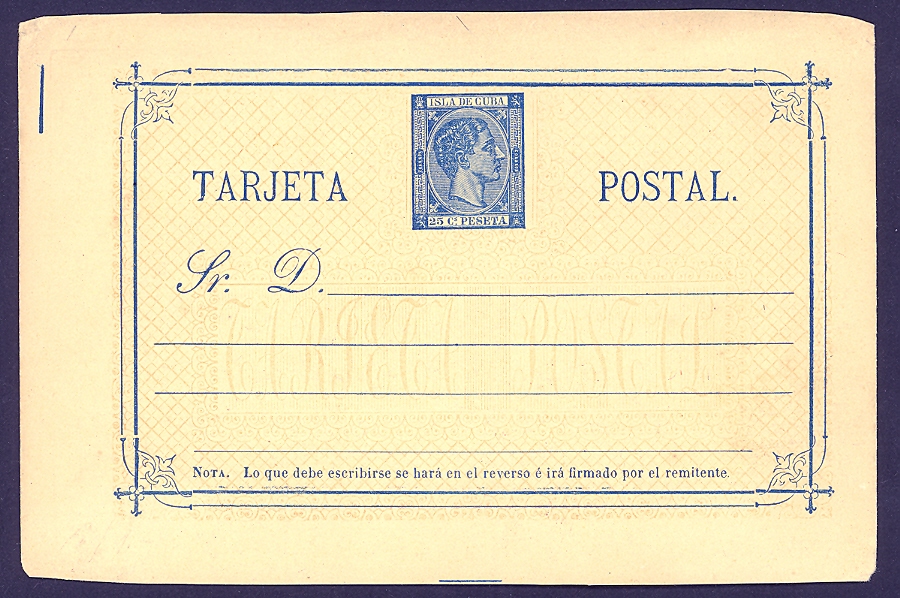 ISLA DE CUBA
25 Cs PESETA
TARJETA POSTAL.
Sr. D.
NOTA. Lo que debe escribirse se hará en el reverso é irá firmado por el remitente.